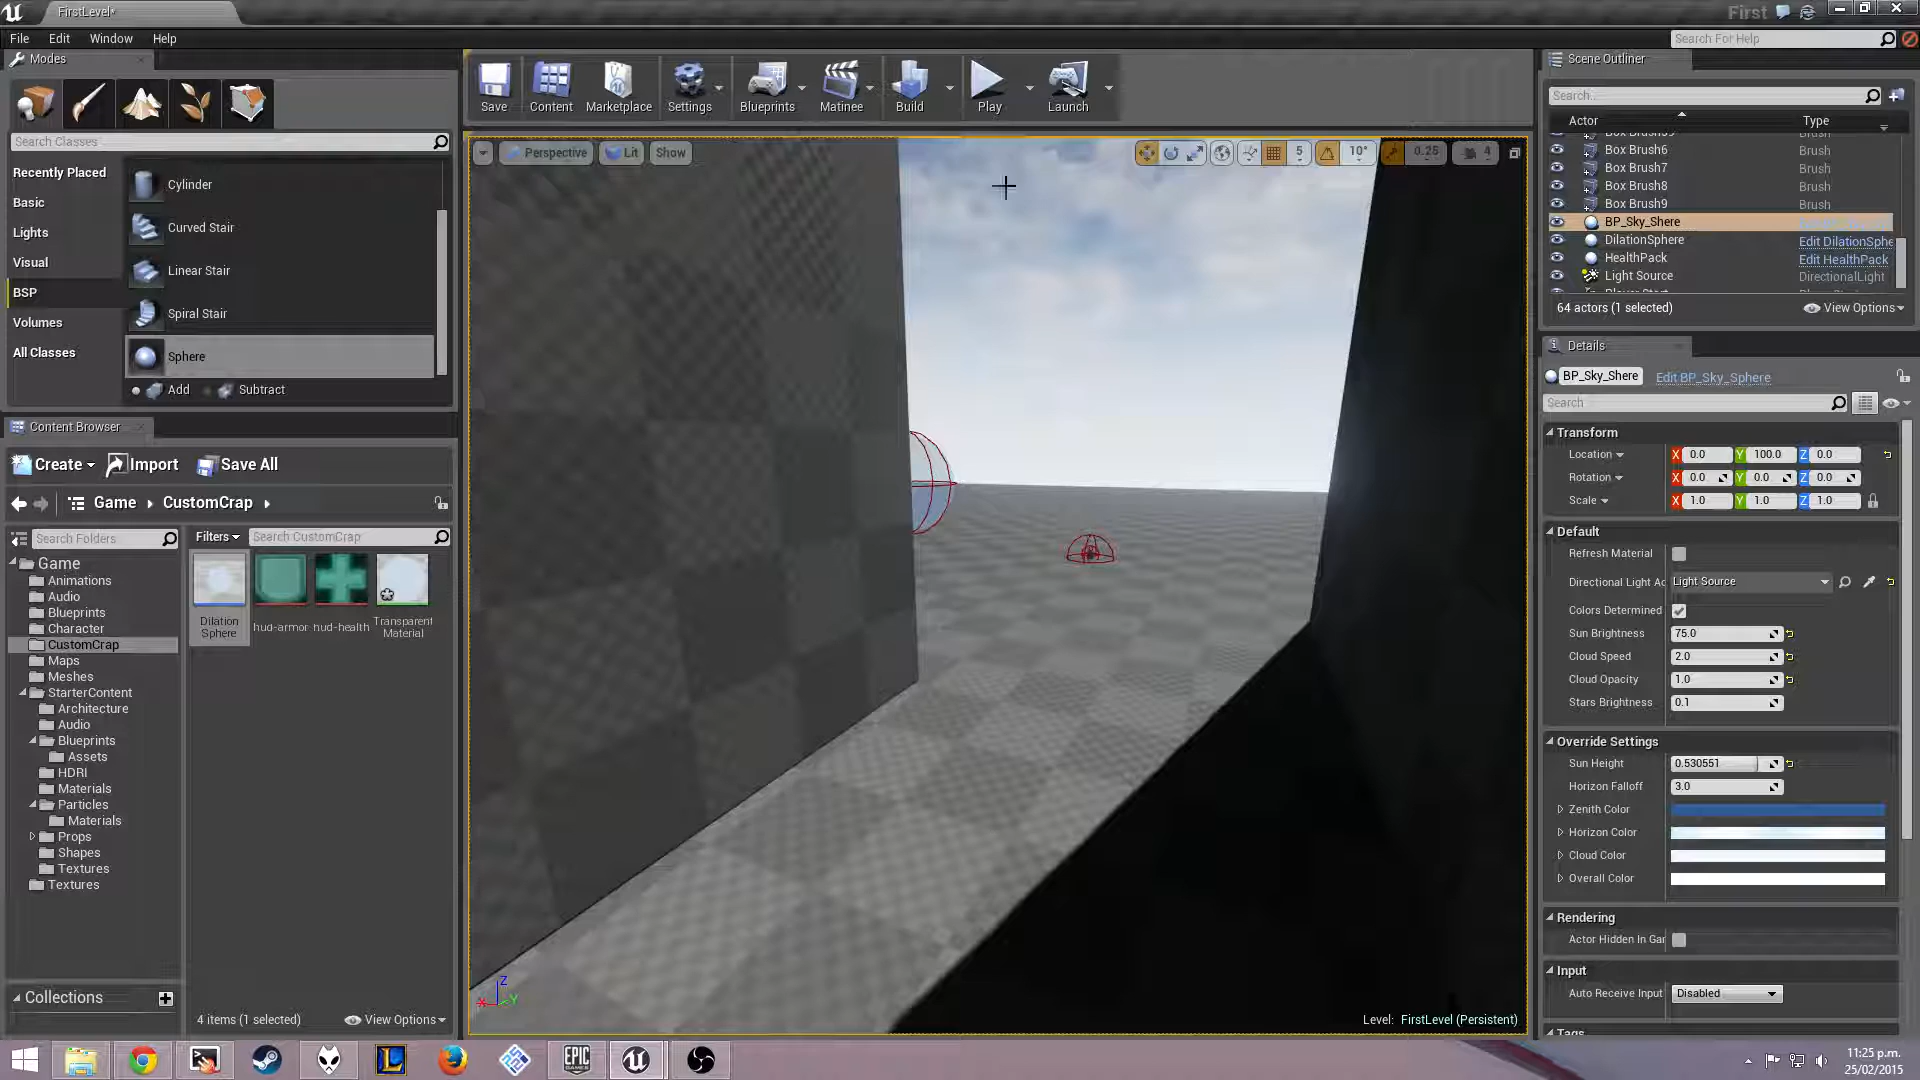 FirstLevel*
First
File Edit Window Help
Search For Help
Modes
Search Classes
Recently Placed
Basic
Lights
Visual
BSP
Volumes
All Classes
Cylinder
Curved Stair
Linear Stair
Spiral Stair
Sphere
Add Subtract
Content Browser
Create Import Save All
Game CustomCrap
Search Folders
Filters Search CustomCrap
Game
Animations
Audio
Blueprints
Character
CustomCrap
Maps
Meshes
StarterContent
Architecture
Audio
Blueprints
Assets
HDRI
Materials
Particles
Materials
Props
Shapes
Textures
Textures
Dilation
Sphere
hud-armor
hud-health
Transparent
Material
Collections
4 items (1 selected) View Options
Save Content Marketplace Settings Blueprints Matinee Build Play Launch
Perspective Lit Show 5 10° 0.25 4
X Z Y
Level: FirstLevel (Persistent)
Scene Outliner
Search...
Actor Type
Box Brush6 Brush
Box Brush7 Brush
Box Brush8 Brush
Box Brush9 Brush
BP_Sky_Shere
DilationSphere Edit DilationSphe
HealthPack Edit HealthPack
Light Source DirectionalLight
64 actors (1 selected) View Options
Details
BP_Sky_Shere Edit BP_Sky_Sphere
Search
Transform
Location X 0.0 Y 100.0 Z 0.0
Rotation X 0.0 Y 0.0 Z 0.0
Scale X 1.0 Y 1.0 Z 1.0
Default
Refresh Material
Directional Light Ac Light Source
Colors Determined
Sun Brightness 75.0
Cloud Speed 2.0
Cloud Opacity 1.0
Stars Brightness 0.1
Override Settings
Sun Height 0.530551
Horizon Falloff 3.0
Zenith Color
Horizon Color
Cloud Color
Overall Color
Rendering
Actor Hidden In Gar
Input
Auto Receive Input Disabled
Tags
EPIC GAMES
11:25 p.m.
25/02/2015